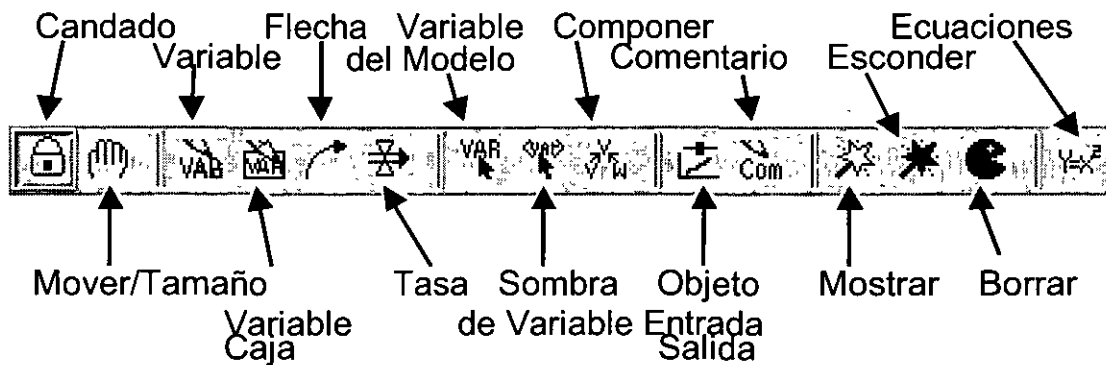 Candado Flecha Variable Componer Ecuaciones
Variable del Modelo Comentario Esconder
VAB VAR VAR <VAR> V V W Com Y=X²
Mover/Tamaño Tasa Sombra Objeto Mostrar Borrar
Variable de Variable Entrada
Caja Salida